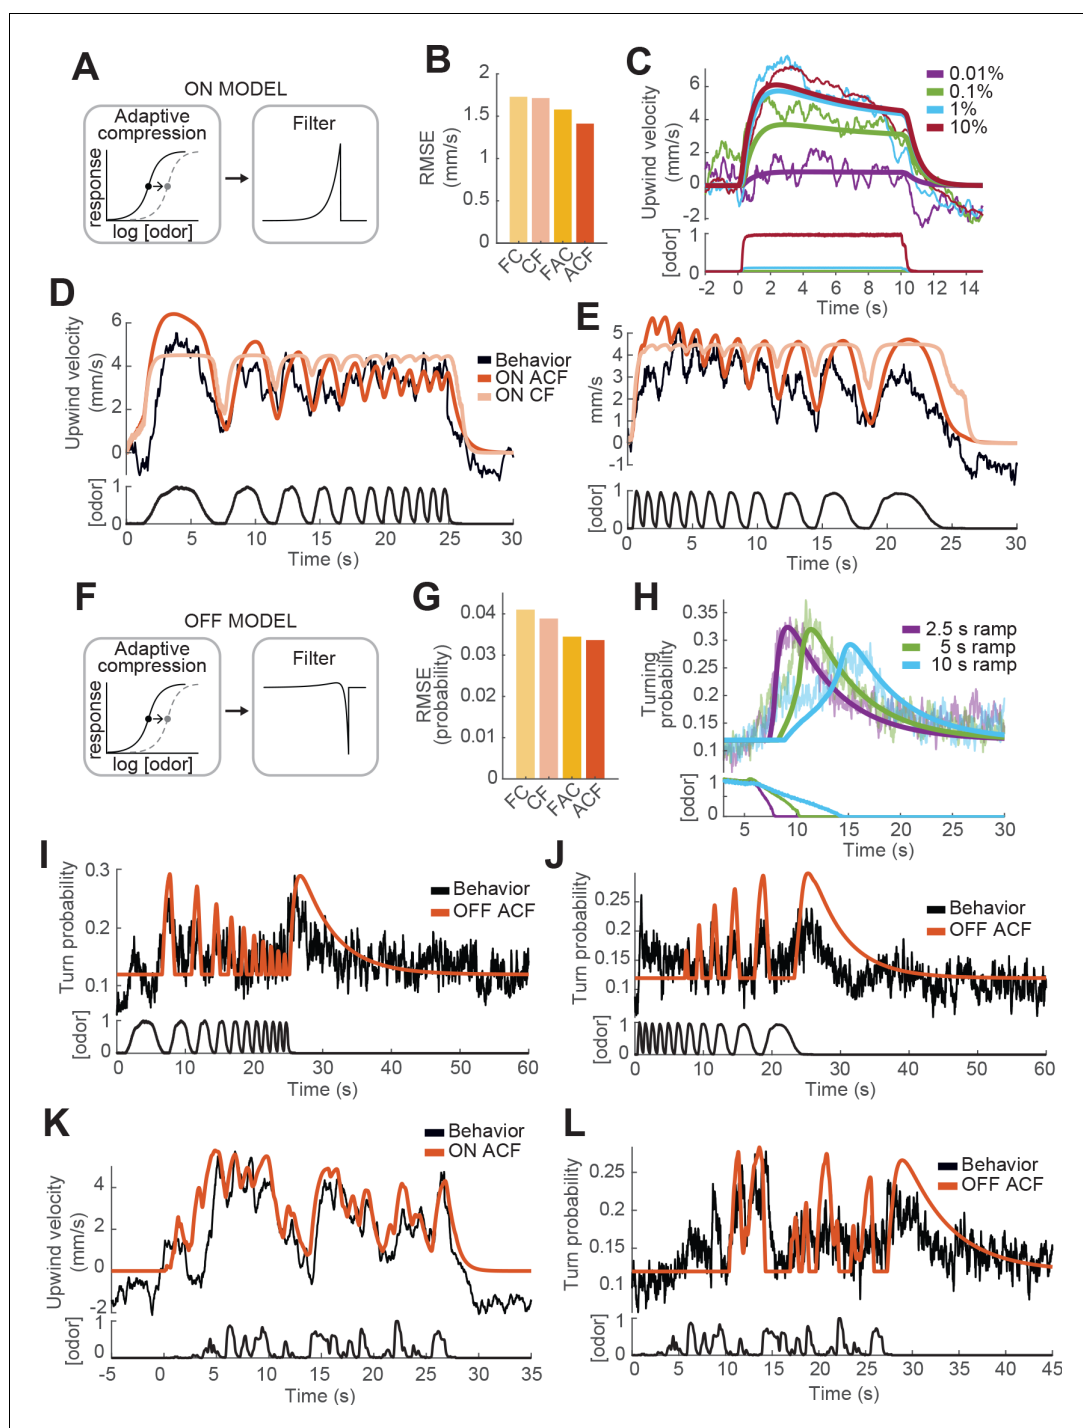 A
ON MODEL
Adaptive
compression
response
log [odor]
Filter
B
RMSE
(mm/s)
2
1.5
1
0.5
0
FC
CF
FAC
ACF
C
Upwind velocity
(mm/s)
6
4
2
0
-2
0.01%
0.1%
1%
10%
[odor]
1
0
-2 0 2 4 6 8 10 12 14
Time (s)
D
Upwind velocity
(mm/s)
6
4
2
0
Behavior
ON ACF
ON CF
[odor]
1
0
0 5 10 15 20 25 30
Time (s)
E
mm/s
5
4
3
2
1
0
-1
[odor]
1
0
0 5 10 15 20 25 30
Time (s)
F
OFF MODEL
Adaptive
compression
response
log [odor]
Filter
G
RMSE
(probability)
0.04
0.03
0.02
0.01
0
FC
CF
FAC
ACF
H
Turning
probability
0.35
0.3
0.25
0.2
0.15
0.1
2.5 s ramp
5 s ramp
10 s ramp
[odor]
1
0
5 10 15 20 25 30
Time (s)
I
Turn probability
0.3
0.2
0.1
Behavior
OFF ACF
[odor]
1
0
0 10 20 30 40 50 60
Time (s)
J
Turn probability
0.25
0.2
0.15
0.1
Behavior
OFF ACF
[odor]
1
0
0 10 20 30 40 50 60
Time (s)
K
Upwind velocity
(mm/s)
4
2
0
-2
Behavior
ON ACF
[odor]
1
0
-5 0 5 10 15 20 25 30 35
Time (s)
L
Turn probability
0.25
0.2
0.15
0.1
Behavior
OFF ACF
[odor]
1
0
0 5 10 15 20 25 30 35 40 45
Time (s)